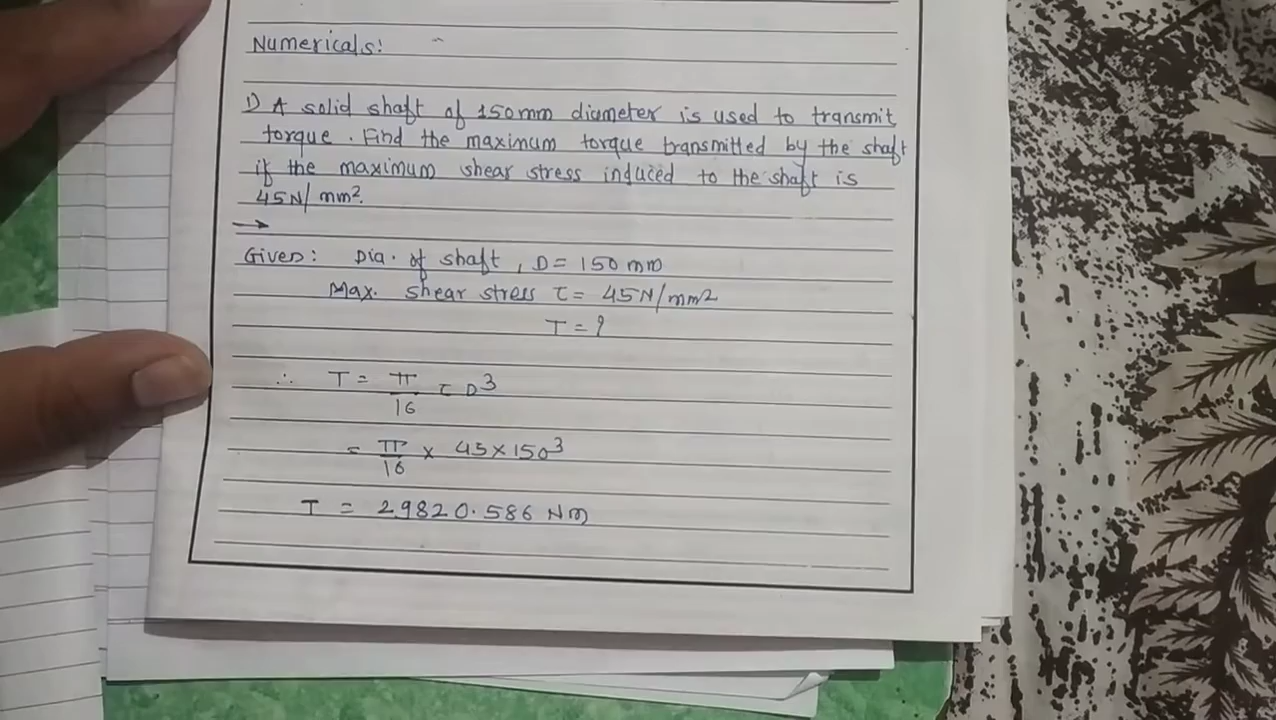 Numericals:
1) A solid shaft of 150mm diameter is used to transmit
torque. Find the maximum torque transmitted by the shaft
if the maximum shear stress induced to the shaft is
45N/mm².
→
Given: Dia. of shaft, D = 150 mm
Max. shear stress τ = 45N/mm2
T = ?
∴ T = π/16 τ D³
= π/16 × 45×150³
T = 29820.586 Nm